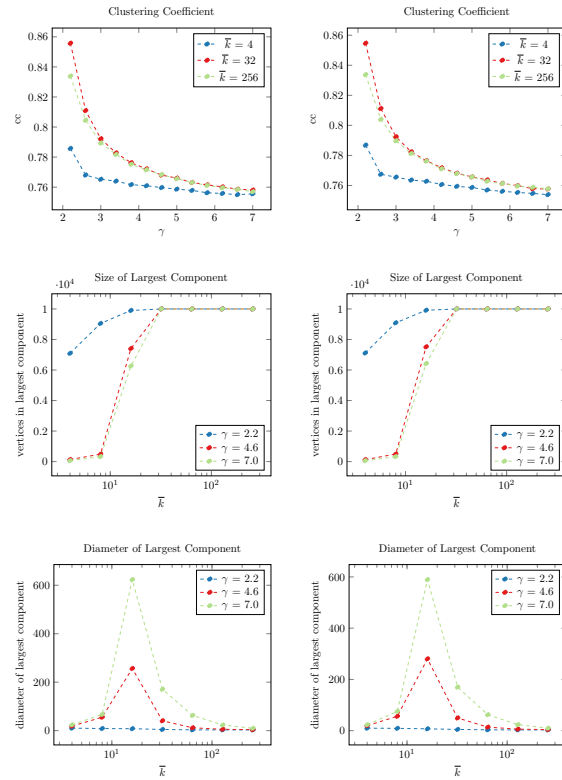 Clustering Coefficient
0.86
0.84
0.82
0.8
0.78
0.76
cc
k̅ = 4
k̅ = 32
k̅ = 256
2 3 4 5 6 7
γ
Clustering Coefficient
0.86
0.84
0.82
0.8
0.78
0.76
cc
k̅ = 4
k̅ = 32
k̅ = 256
2 3 4 5 6 7
γ
Size of Largest Component
·10⁴
1
0.8
0.6
0.4
0.2
0
vertices in largest component
γ = 2.2
γ = 4.6
γ = 7.0
10¹ 10²
k̅
Size of Largest Component
·10⁴
1
0.8
0.6
0.4
0.2
0
vertices in largest component
γ = 2.2
γ = 4.6
γ = 7.0
10¹ 10²
k̅
Diameter of Largest Component
600
400
200
0
diameter of largest component
γ = 2.2
γ = 4.6
γ = 7.0
10¹ 10²
k̅
Diameter of Largest Component
600
400
200
0
diameter of largest component
γ = 2.2
γ = 4.6
γ = 7.0
10¹ 10²
k̅